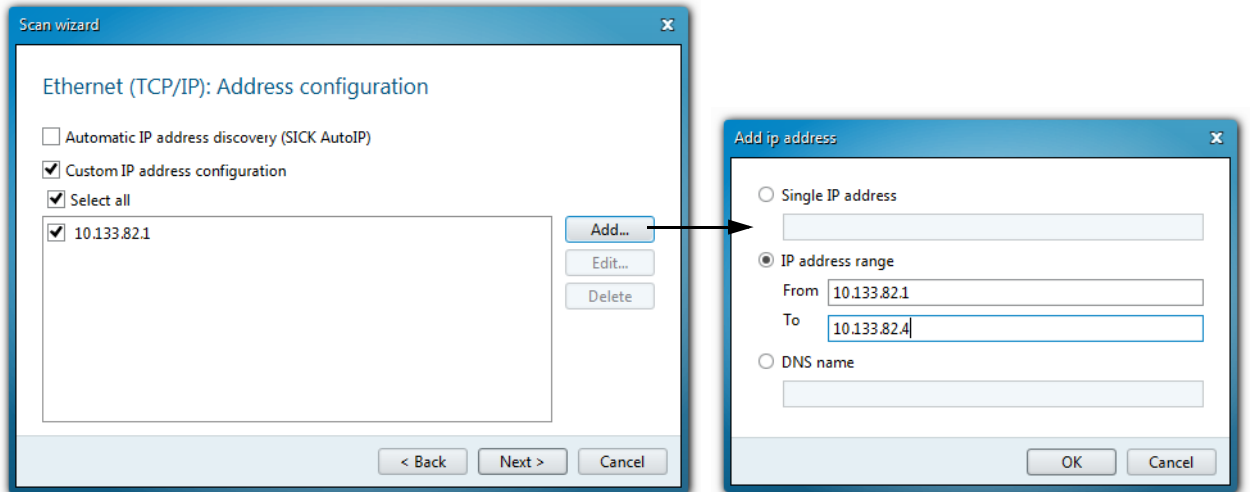 Scan wizard
Ethernet (TCP/IP): Address configuration
Automatic IP address discovery (SICK AutoIP)
Custom IP address configuration
Select all
10.133.82.1
Add...
Edit...
Delete
< Back
Next >
Cancel
Add ip address
Single IP address
IP address range
From 10.133.82.1
To 10.133.82.4
DNS name
OK
Cancel